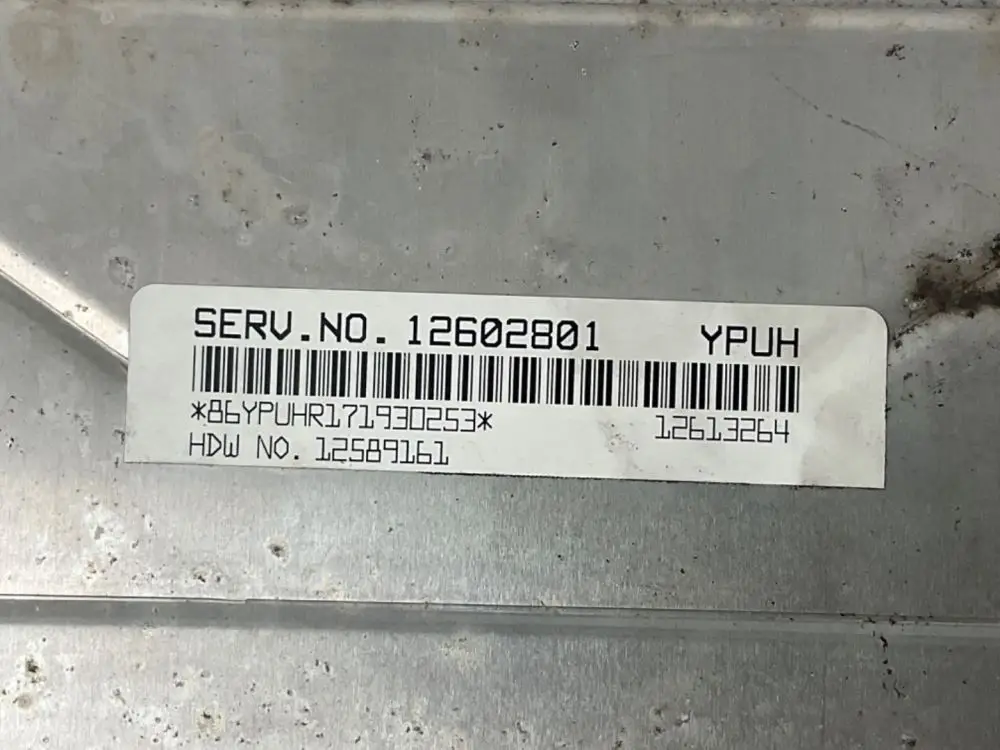 SERV.NO. 12602801 YPUH
*86YPUHR171930253* 12613264
HDW NO. 12589161